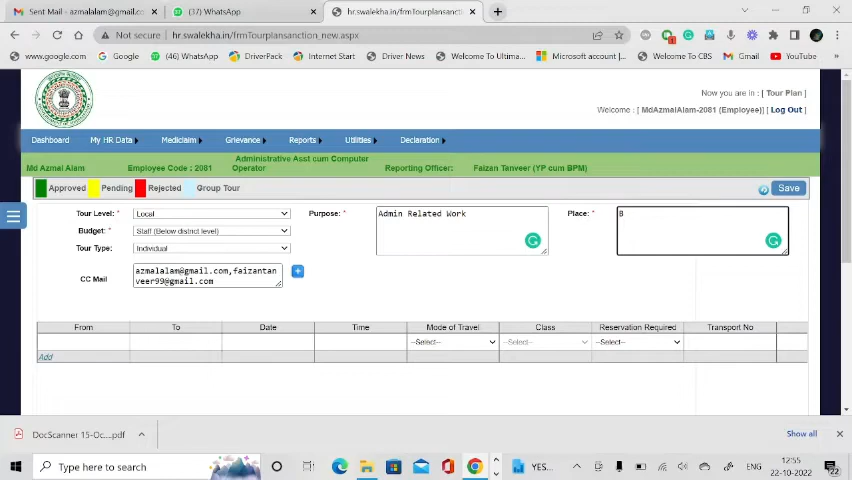 Sent Mail - azmalalam@gmail.co
(37) WhatsApp
hr.swalekha.in/frmTourplansancti
Not secure
hr.swalekha.in/frmTourplansanction_new.aspx
www.google.com
Google
(46) WhatsApp
DriverPack
Internet Start
Driver News
Welcome To Ultima...
Microsoft account |...
Welcome To CBS
Gmail
YouTube
Now you are in : [ Tour Plan ]
Welcome : [ MdAzmalAlam-2081 (Employee)] [ Log Out ]
Dashboard
My HR Data
Mediclaim
Grievance
Reports
Utilities
Declaration
Md Azmal Alam
Employee Code : 2081
Administrative Asst cum Computer
Operator
Reporting Officer:
Faizan Tanveer (YP cum BPM)
Approved
Pending
Rejected
Group Tour
Save
Tour Level: *
Local
Purpose: *
Admin Related Work
Place: *
B
Budget: *
Staff (Below district level)
Tour Type:
Individual
CC Mail
azmalalam@gmail.com,faizantan
veer99@gmail.com
From
To
Date
Time
Mode of Travel
Class
Reservation Required
Transport No
--Select--
--Select--
--Select--
Add
DocScanner 15-Oc....pdf
Show all
Type here to search
YES...
ENG
12:55
22-10-2022
22